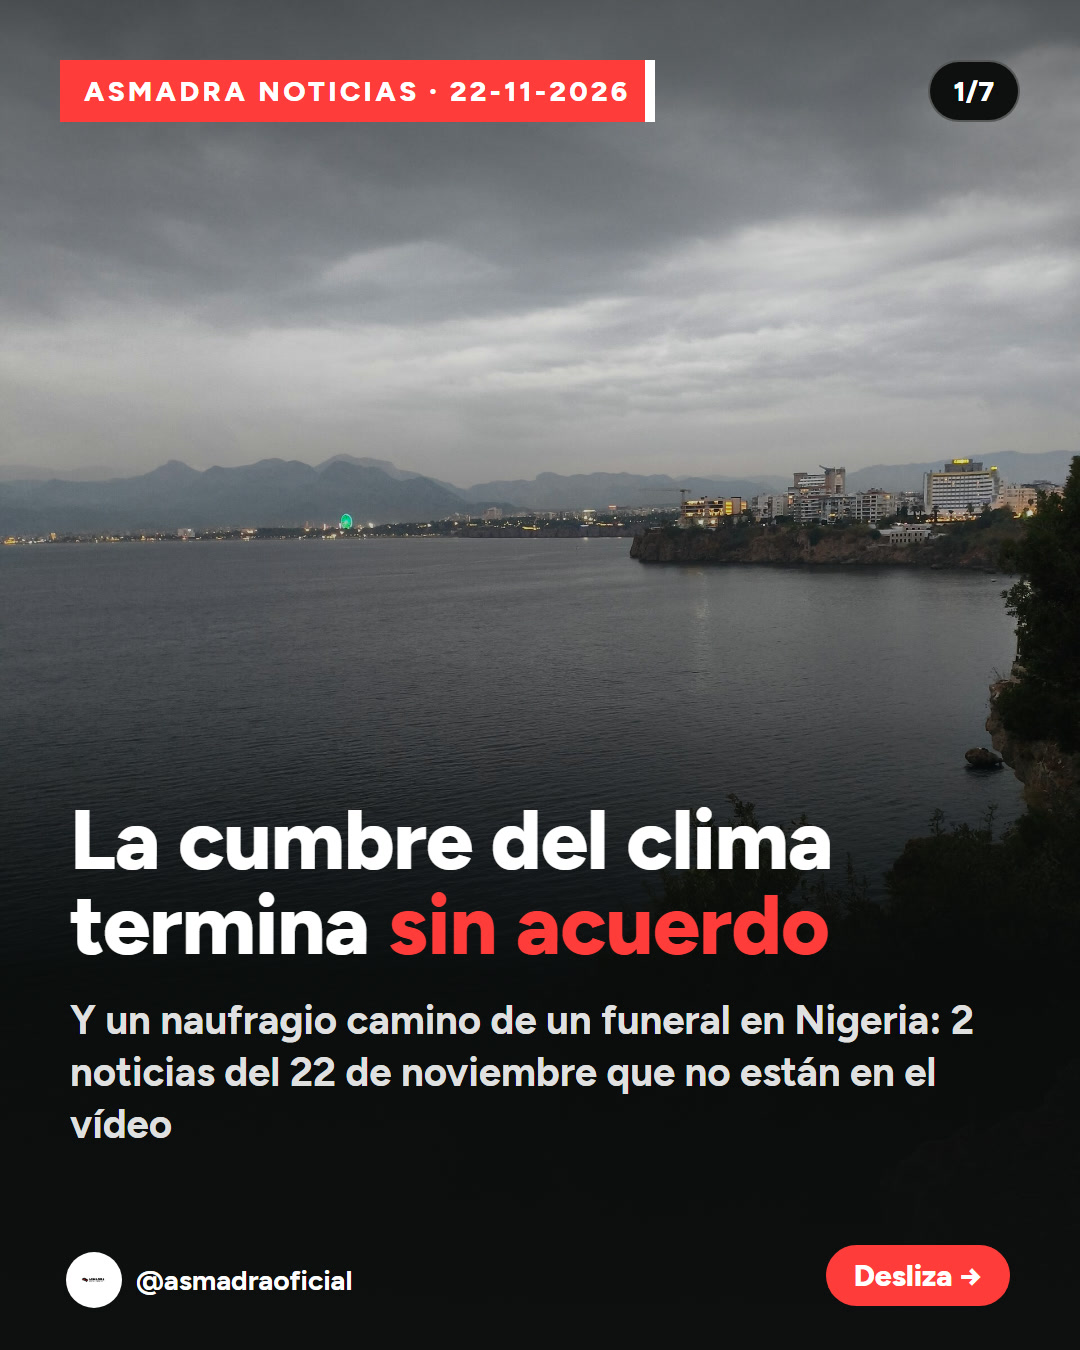 ASMADRA NOTICIAS · 22-11-2026
1/7
La cumbre del clima
termina sin acuerdo
Y un naufragio camino de un funeral en Nigeria: 2
noticias del 22 de noviembre que no están en el
vídeo
@asmadraoficial
Desliza →